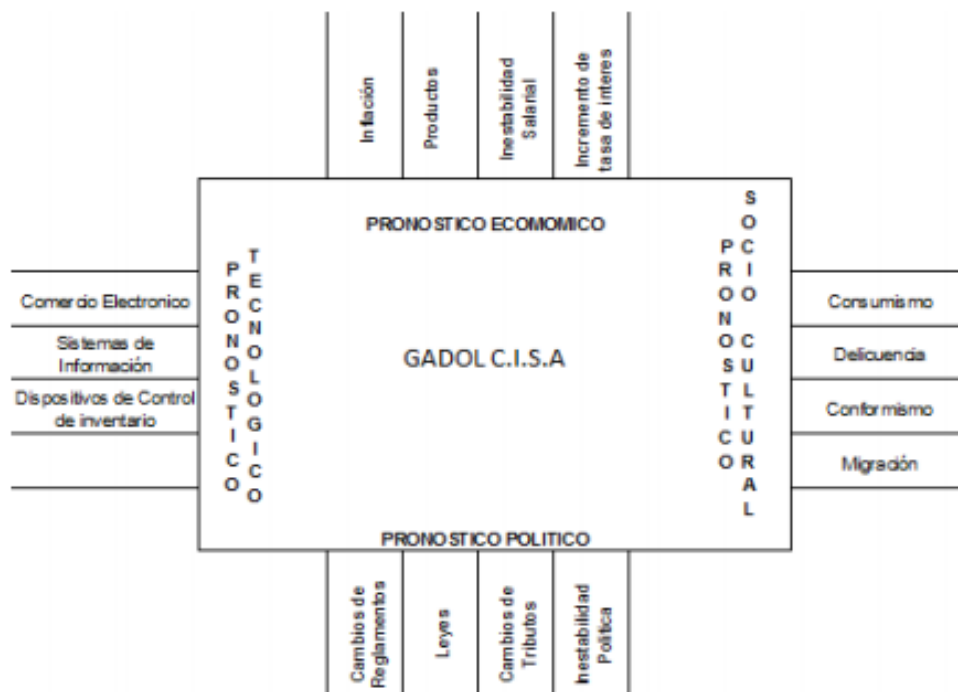 Inflación
Productos
Inestabilidad
Salarial
Incremento de
tasa de interes
PRONOSTICO ECOMOMICO
PRONOSTICO
TECNOLOGICO
GADOL C.I.S.A
PRONOSTICO
SOCIO CULTURAL
Comercio Electronico
Sistemas de
Información
Dispositivos de Control
de inventario
Consumismo
Delicuencia
Conformismo
Migración
PRONOSTICO POLITICO
Cambios de
Reglamentos
Leyes
Cambios de
Tributos
Inestabilidad
Política